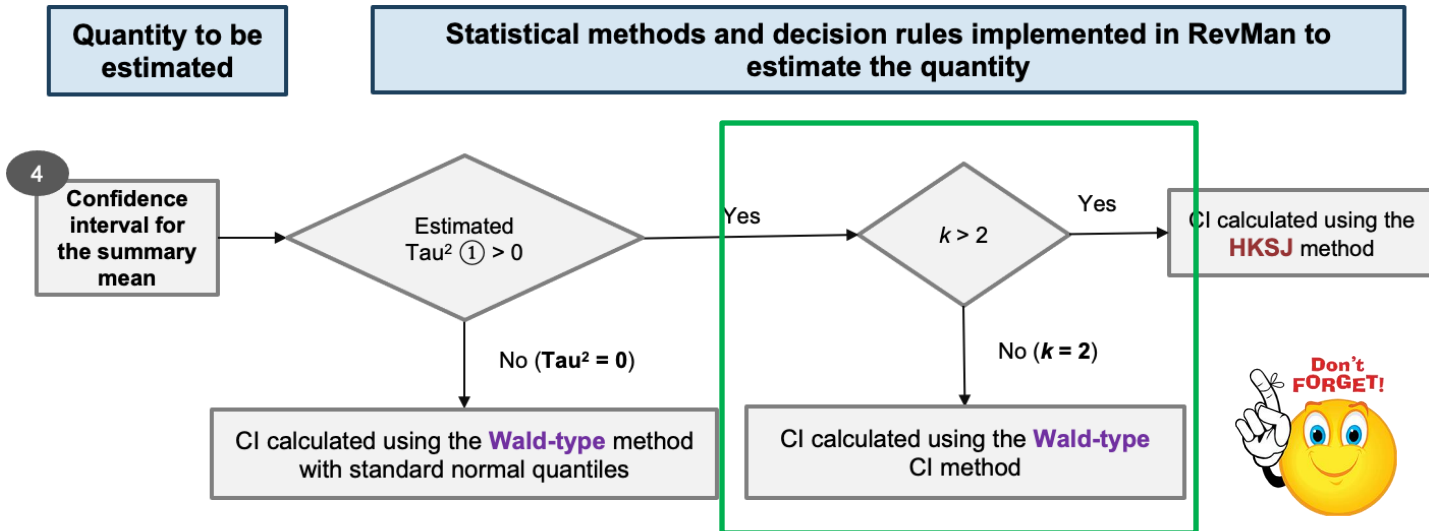 Quantity to be
estimated
Statistical methods and decision rules implemented in RevMan to
estimate the quantity
4
Confidence
interval for
the summary
mean
Estimated
Tau² ① > 0
Yes
k > 2
Yes
CI calculated using the
HKSJ method
No (Tau² = 0)
No (k = 2)
CI calculated using the Wald-type method
with standard normal quantiles
CI calculated using the Wald-type
CI method
Don't
FORGET!